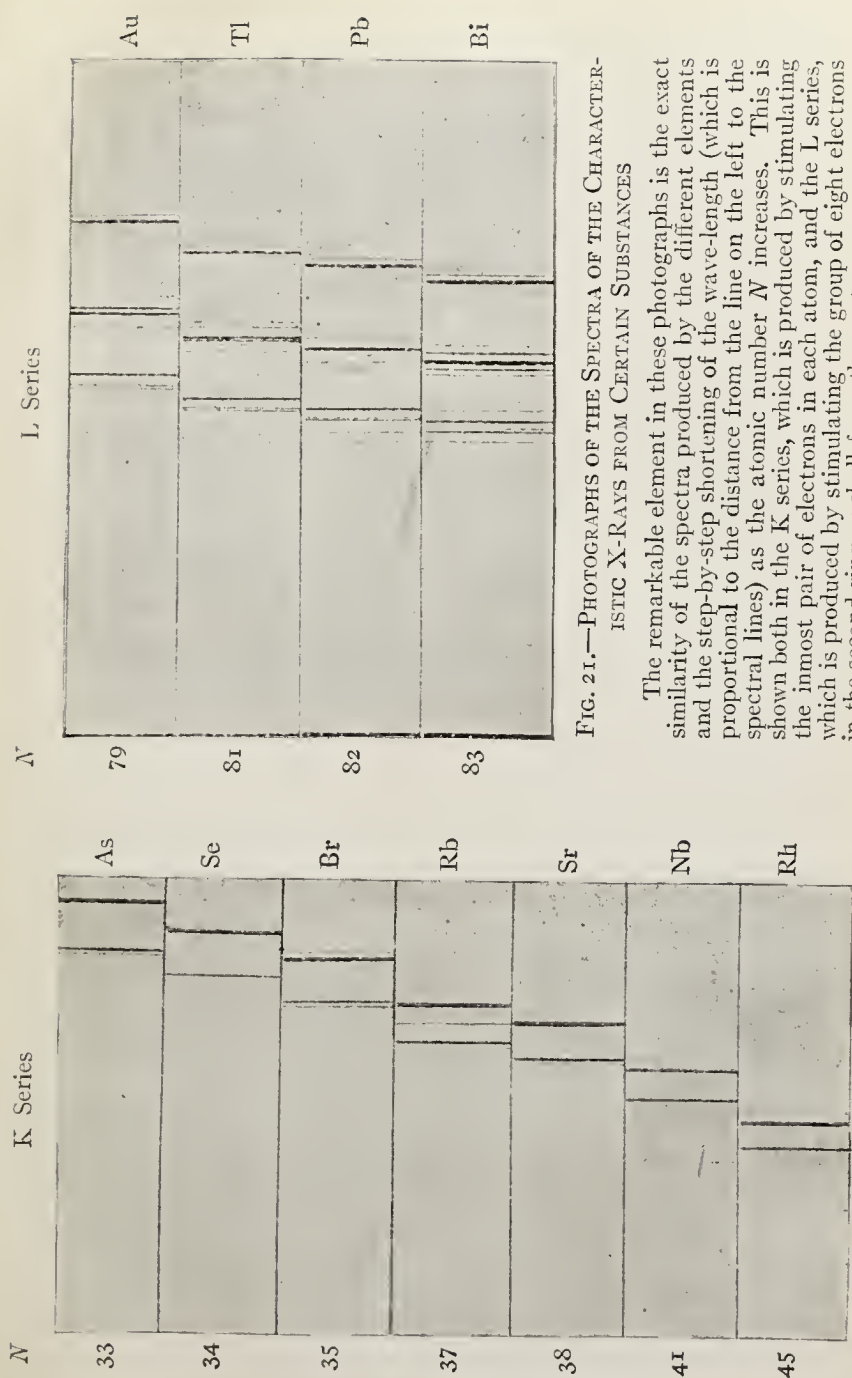 N
K Series
33
As
34
Se
35
Br
37
Rb
38
Sr
41
Nb
45
Rh
N
L Series
79
Au
81
Tl
82
Pb
83
Bi
FIG. 21.—PHOTOGRAPHS OF THE SPECTRA OF THE CHARACTER-
ISTIC X-RAYS FROM CERTAIN SUBSTANCES
The remarkable element in these photographs is the exact
similarity of the spectra produced by the different elements
and the step-by-step shortening of the wave-length (which is
proportional to the distance from the line on the left to the
spectral lines) as the atomic number N increases. This is
shown both in the K series, which is produced by stimulating
the inmost pair of electrons in each atom, and the L series,
which is produced by stimulating the group of eight electrons